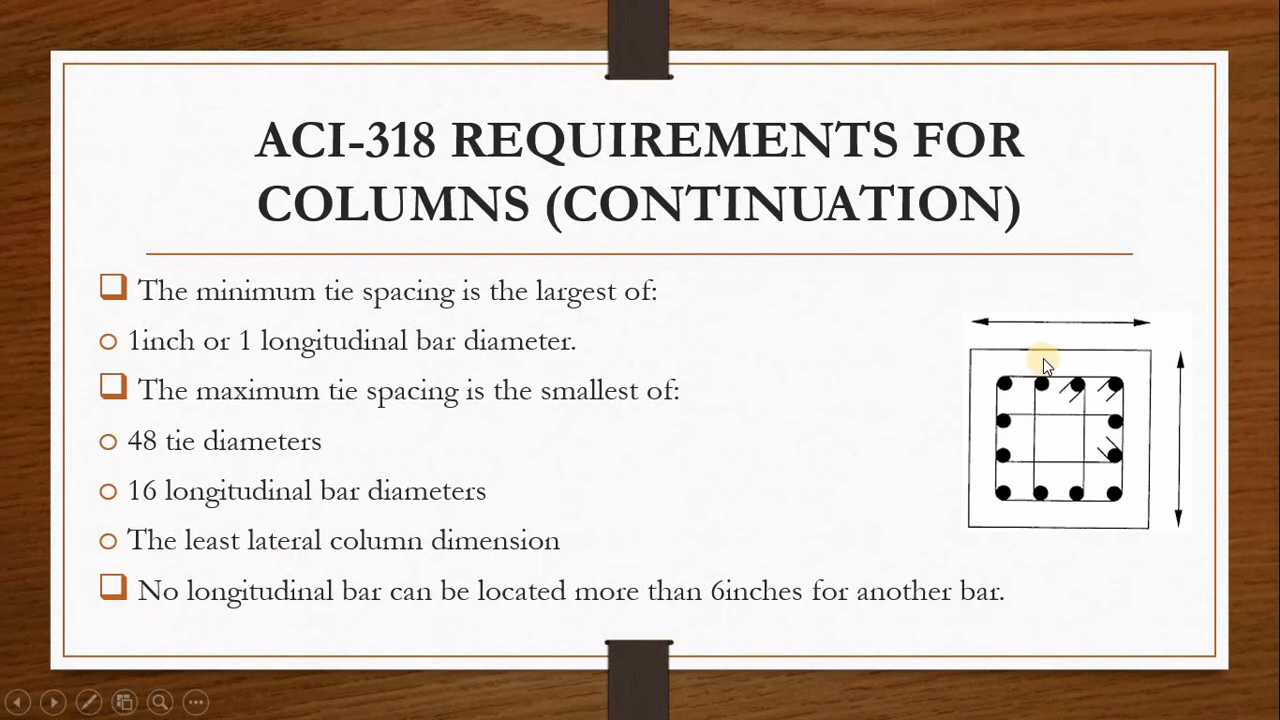 ACI-318 REQUIREMENTS FOR
COLUMNS (CONTINUATION)
The minimum tie spacing is the largest of:
1inch or 1 longitudinal bar diameter.
The maximum tie spacing is the smallest of:
48 tie diameters
16 longitudinal bar diameters
The least lateral column dimension
No longitudinal bar can be located more than 6inches for another bar.